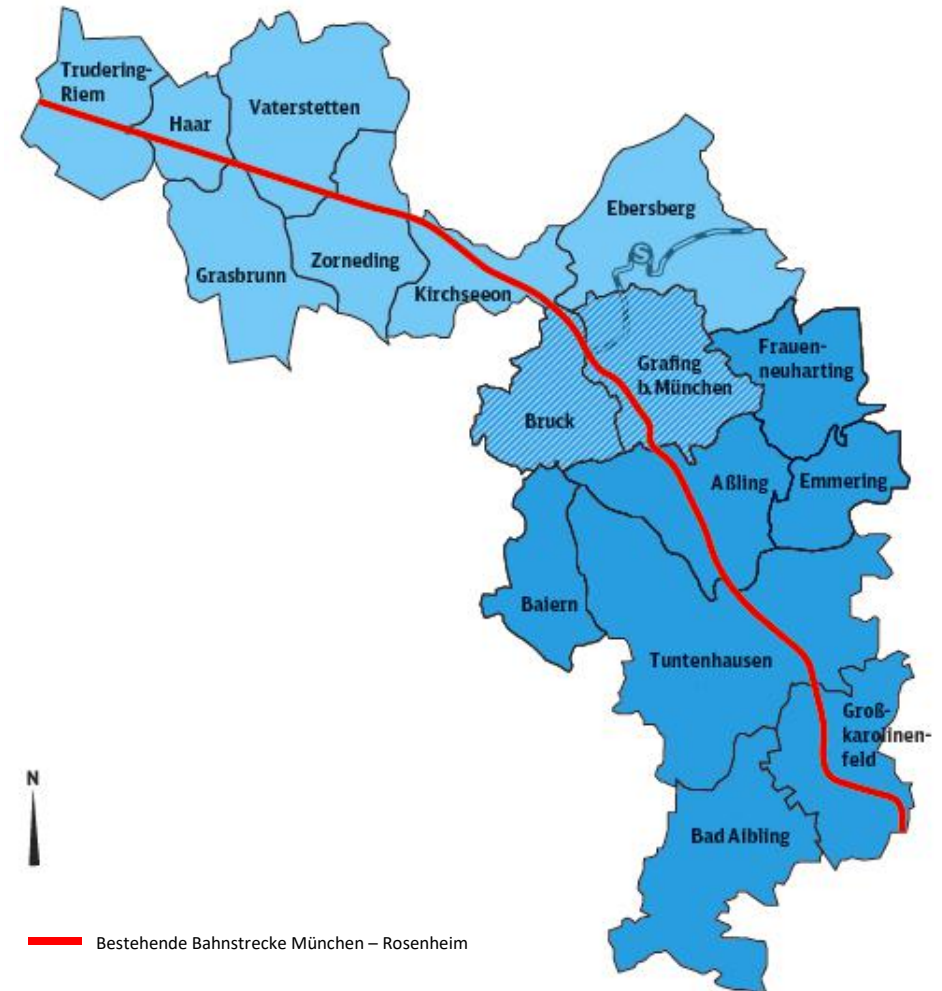 Trudering-
Riem
Haar
Vaterstetten
Ebersberg
Grasbrunn
Zorneding
Kirchseeon
Frauen-
neuharting
Grafing
b. München
Bruck
Aßling
Emmering
Baiern
Tuntenhausen
Groß-
karolinen-
feld
N
Bad Aibling
Bestehende Bahnstrecke München – Rosenheim